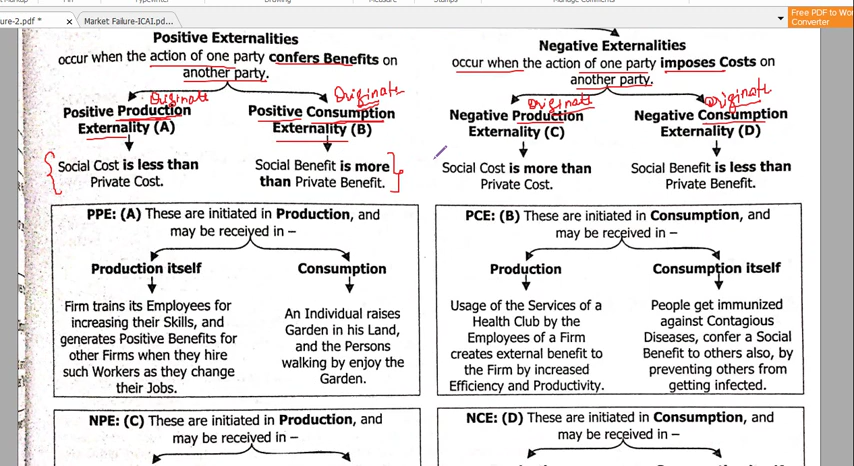 Markup
Typewriter
Drawing
Measure
Stamps
Manage Comments
ure-2.pdf *
Market Failure-ICAI.pd...
Free PDF to Wor
Converter
Positive Externalities
occur when the action of one party confers Benefits on
another party.
Originate
Originate
Positive Production
Externality (A)
Positive Consumption
Externality (B)
Social Cost is less than
Private Cost.
Social Benefit is more
than Private Benefit.
Negative Externalities
occur when the action of one party imposes Costs on
another party.
Originate
Originate
Negative Production
Externality (C)
Negative Consumption
Externality (D)
Social Cost is more than
Private Cost.
Social Benefit is less than
Private Benefit.
PPE: (A) These are initiated in Production, and
may be received in –
Production itself
Firm trains its Employees for
increasing their Skills, and
generates Positive Benefits for
other Firms when they hire
such Workers as they change
their Jobs.
Consumption
An Individual raises
Garden in his Land,
and the Persons
walking by enjoy the
Garden.
PCE: (B) These are initiated in Consumption, and
may be received in –
Production
Usage of the Services of a
Health Club by the
Employees of a Firm
creates external benefit to
the Firm by increased
Efficiency and Productivity.
Consumption itself
People get immunized
against Contagious
Diseases, confer a Social
Benefit to others also, by
preventing others from
getting infected.
NPE: (C) These are initiated in Production, and
may be received in –
NCE: (D) These are initiated in Consumption, and
may be received in –